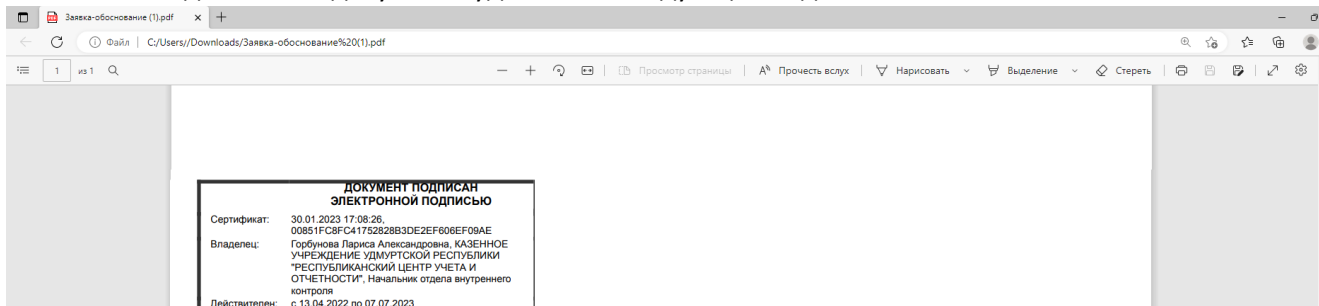 Заявка-обоснование (1).pdf
Файл | C:/Users//Downloads/Заявка-обоснование%20(1).pdf
1 из 1 Просмотр страницы Прочесть вслух Нарисовать Выделение Стереть
ДОКУМЕНТ ПОДПИСАН
ЭЛЕКТРОННОЙ ПОДПИСЬЮ
Сертификат: 30.01.2023 17:08:26,
00851FC8FC41752828B3DE2EF606EF09AE
Владелец: Горбунова Лариса Александровна, КАЗЕННОЕ
УЧРЕЖДЕНИЕ УДМУРТСКОЙ РЕСПУБЛИКИ
"РЕСПУБЛИКАНСКИЙ ЦЕНТР УЧЕТА И
ОТЧЕТНОСТИ", Начальник отдела внутреннего
контроля
Действителен: с 13.04.2022 по 07.07.2023